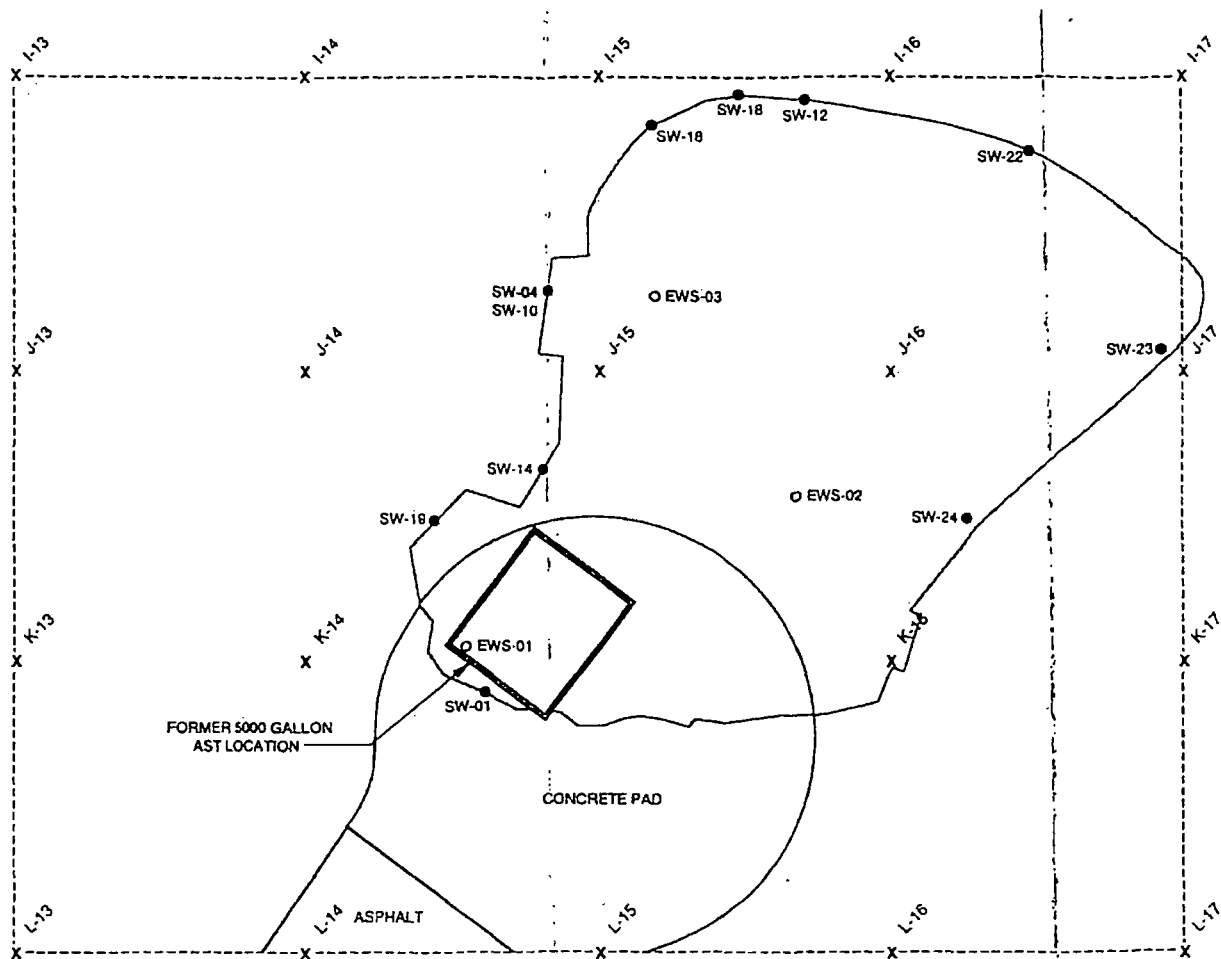 I-13
I-14
I-15
I-16
I-17
SW-18
SW-18
SW-12
SW-22
SW-04
SW-10
EWS-03
J-13
J-14
J-15
J-16
SW-23
J-17
SW-14
EWS-02
SW-19
SW-24
K-13
K-14
EWS-01
K-17
SW-01
FORMER 5000 GALLON
AST LOCATION
CONCRETE PAD
L-13
L-14
ASPHALT
L-15
L-16
L-17